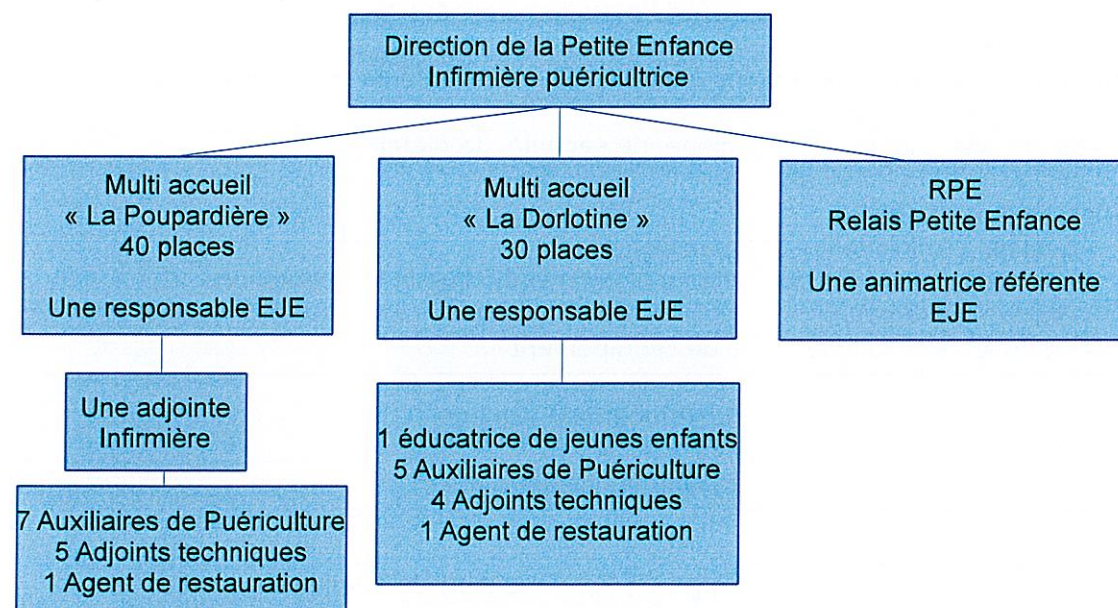 Direction de la Petite Enfance
Infirmière puéricultrice
Multi accueil
« La Poupardière »
40 places
Une responsable EJE
Multi accueil
« La Dorlotine »
30 places
Une responsable EJE
RPE
Relais Petite Enfance
Une animatrice référente
EJE
Une adjointe
Infirmière
7 Auxiliaires de Puériculture
5 Adjoints techniques
1 Agent de restauration
1 éducatrice de jeunes enfants
5 Auxiliaires de Puériculture
4 Adjoints techniques
1 Agent de restauration